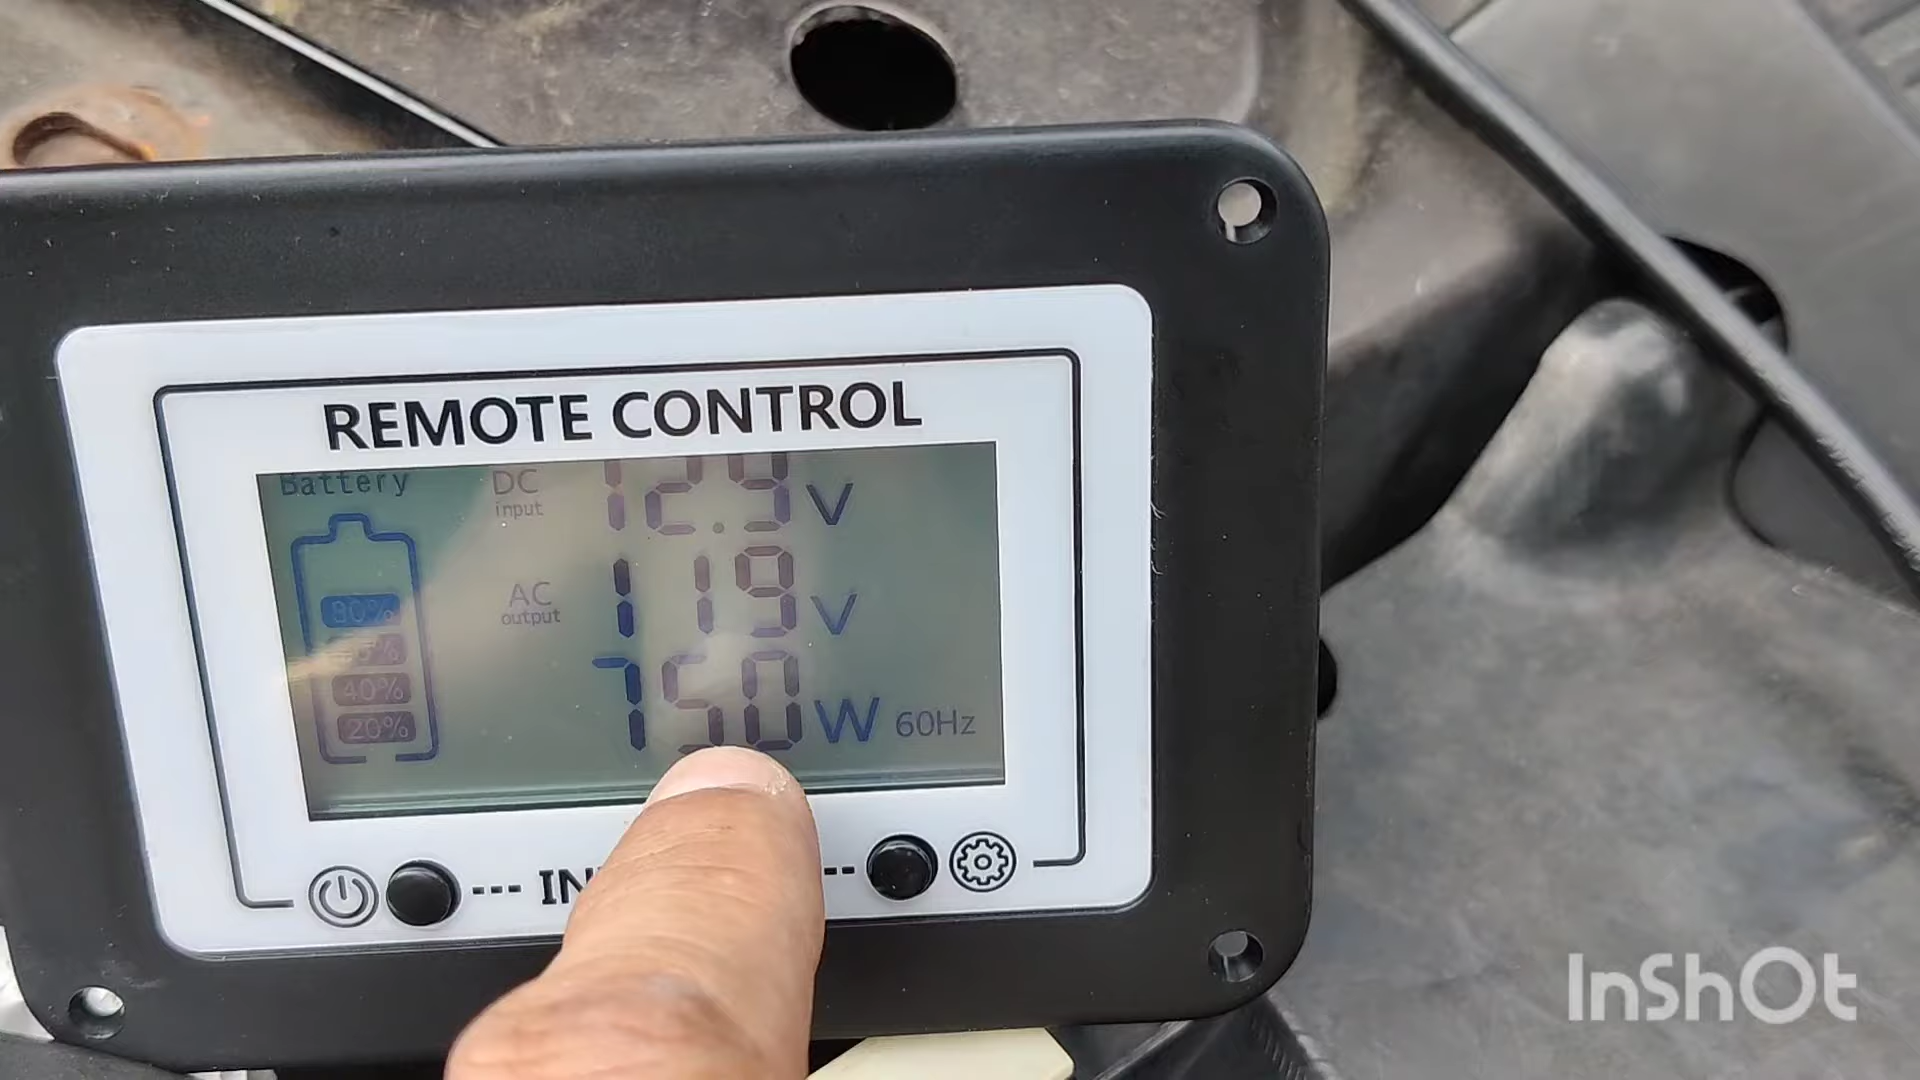 REMOTE CONTROL
Battery
DC input 12.9 V
80%
AC output 119 V
40%
20%
750 W 60Hz
InShOt